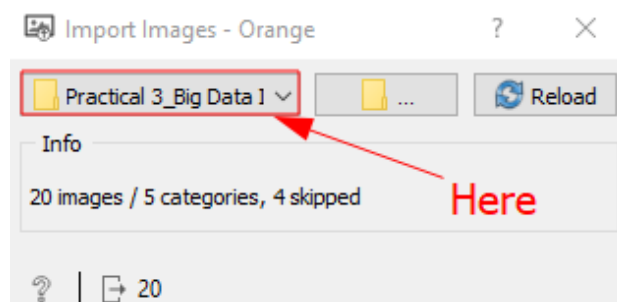 Import Images - Orange ?
Practical 3_Big Data I ... Reload
Info
20 images / 5 categories, 4 skipped
Here
? 20